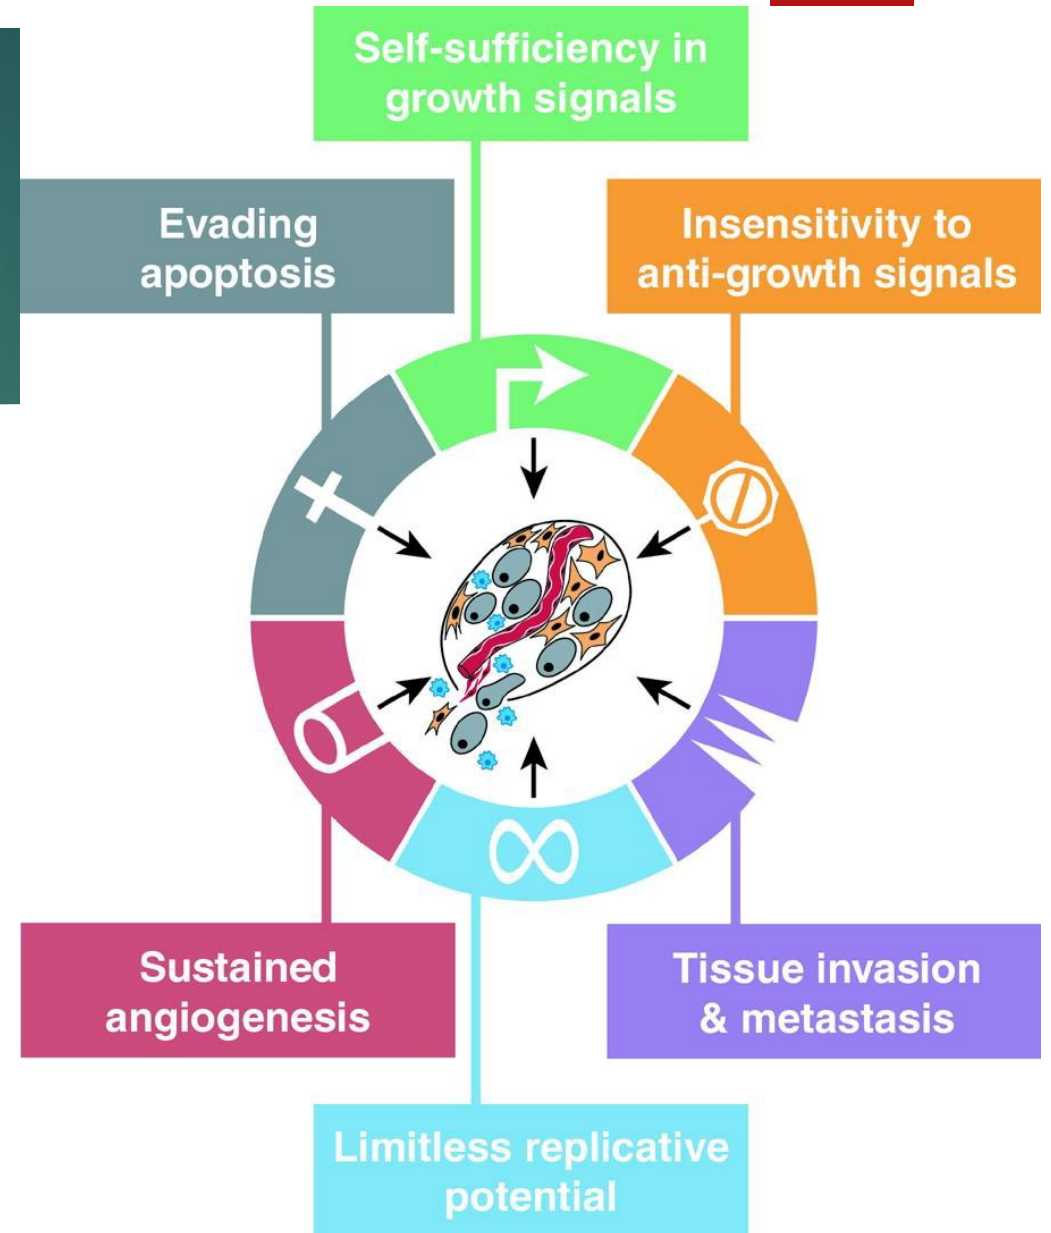 Self-sufficiency in
growth signals
Evading
apoptosis
Insensitivity to
anti-growth signals
Sustained
angiogenesis
Tissue invasion
& metastasis
Limitless replicative
potential